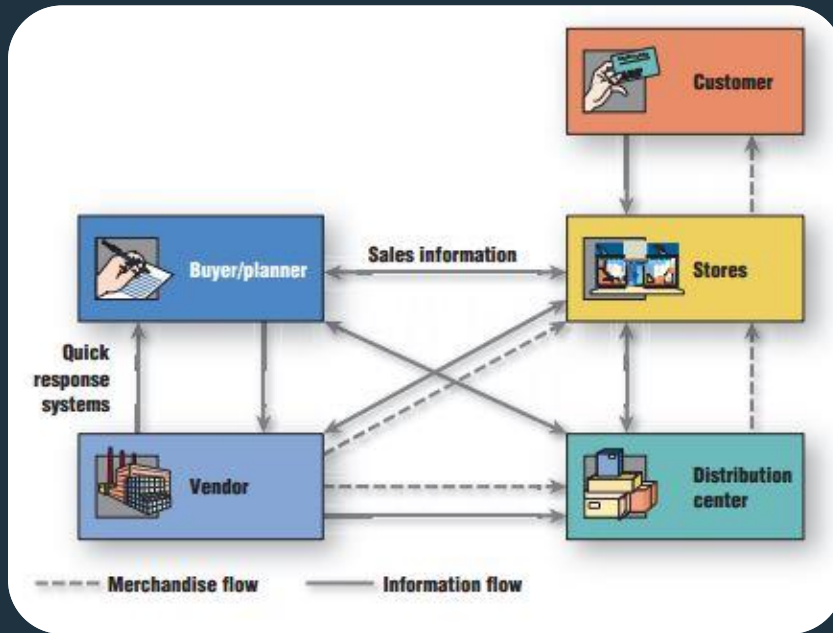 Customer
Buyer/planner
Sales information
Stores
Quick
response
systems
Vendor
Distribution
center
Merchandise flow
Information flow